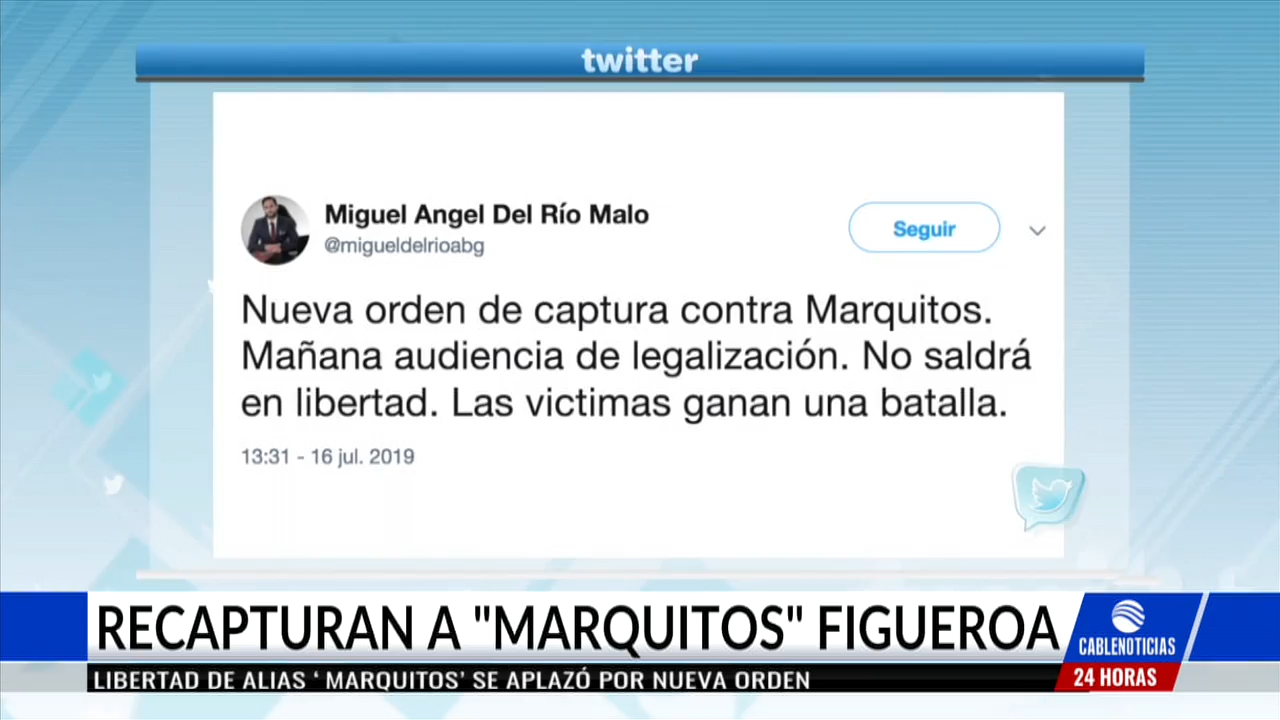 twitter
Miguel Angel Del Río Malo
@migueldelrioabg
Seguir
Nueva orden de captura contra Marquitos.
Mañana audiencia de legalización. No saldrá
en libertad. Las victimas ganan una batalla.
13:31 - 16 jul. 2019
RECAPTURAN A "MARQUITOS" FIGUEROA
CABLENOTICIAS
24 HORAS
LIBERTAD DE ALIAS ‘ MARQUITOS’ SE APLAZÓ POR NUEVA ORDEN